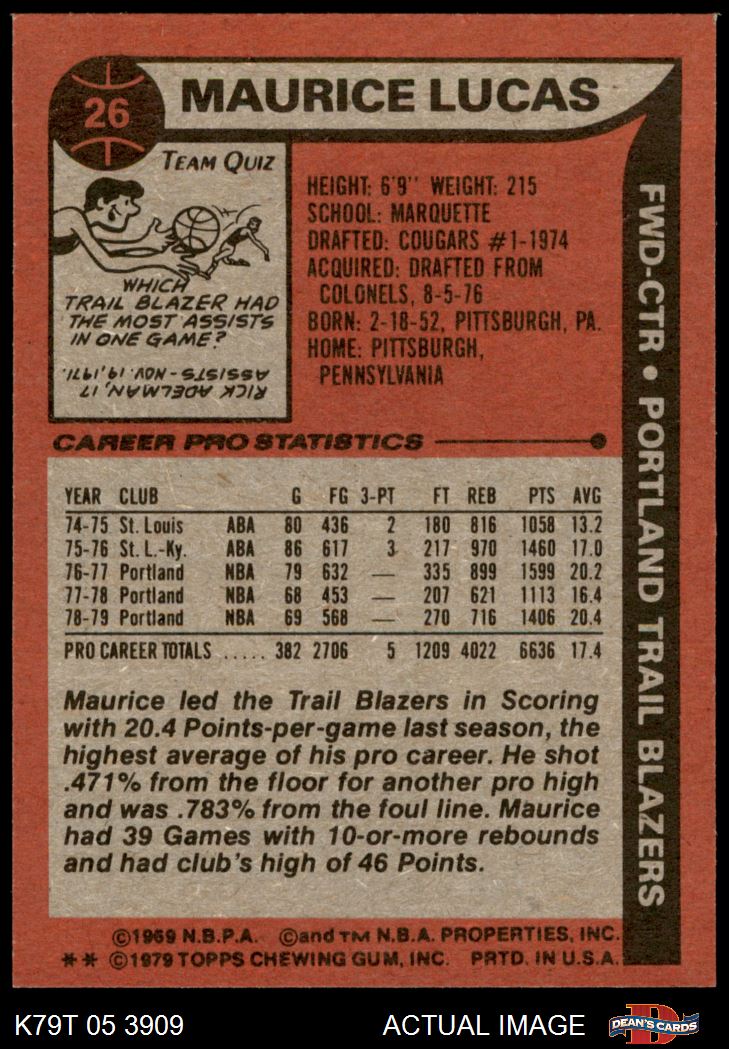 26
MAURICE LUCAS
TEAM QUIZ
WHICH
TRAIL BLAZER HAD
THE MOST ASSISTS
IN ONE GAME?
RICK ADELMAN, 17
ASSISTS - NOV. 19, 1971.
HEIGHT: 6'9" WEIGHT: 215
SCHOOL: MARQUETTE
DRAFTED: COUGARS #1-1974
ACQUIRED: DRAFTED FROM
COLONELS, 8-5-76
BORN: 2-18-52, PITTSBURGH, PA.
HOME: PITTSBURGH,
PENNSYLVANIA
FWD-CTR • PORTLAND TRAIL BLAZERS
CAREER PRO STATISTICS
YEAR CLUB G FG 3-PT FT REB PTS AVG
74-75 St. Louis ABA 80 436 2 180 816 1058 13.2
75-76 St. L.-Ky. ABA 86 617 3 217 970 1460 17.0
76-77 Portland NBA 79 632 — 335 899 1599 20.2
77-78 Portland NBA 68 453 — 207 621 1113 16.4
78-79 Portland NBA 69 568 — 270 716 1406 20.4
PRO CAREER TOTALS ..... 382 2706 5 1209 4022 6636 17.4
Maurice led the Trail Blazers in Scoring
with 20.4 Points-per-game last season, the
highest average of his pro career. He shot
.471% from the floor for another pro high
and was .783% from the foul line. Maurice
had 39 Games with 10-or-more rebounds
and had club's high of 46 Points.
©1969 N.B.P.A. ©and TM N.B.A. PROPERTIES, INC.
** ©1979 TOPPS CHEWING GUM, INC. PRTD. IN U.S.A.
K79T 05 3909 ACTUAL IMAGE DEAN'S CARDS